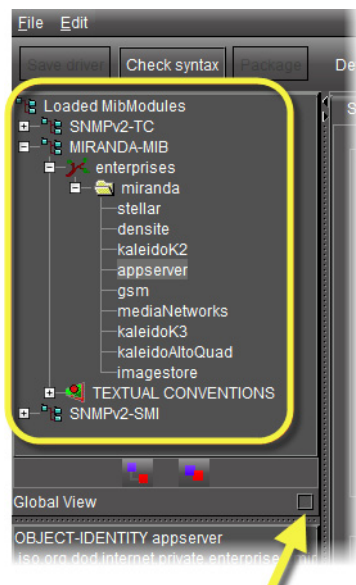 File Edit
Save driver Check syntax Package De
Loaded MibModules
SNMPv2-TC
MIRANDA-MIB
enterprises
miranda
stellar
densite
kaleidoK2
appserver
gsm
mediaNetworks
kaleidoK3
kaleidoAltoQuad
imagestore
TEXTUAL CONVENTIONS
SNMPv2-SMI
Global View
OBJECT-IDENTITY appserver
iso.org.dod.internet.private.enterprises